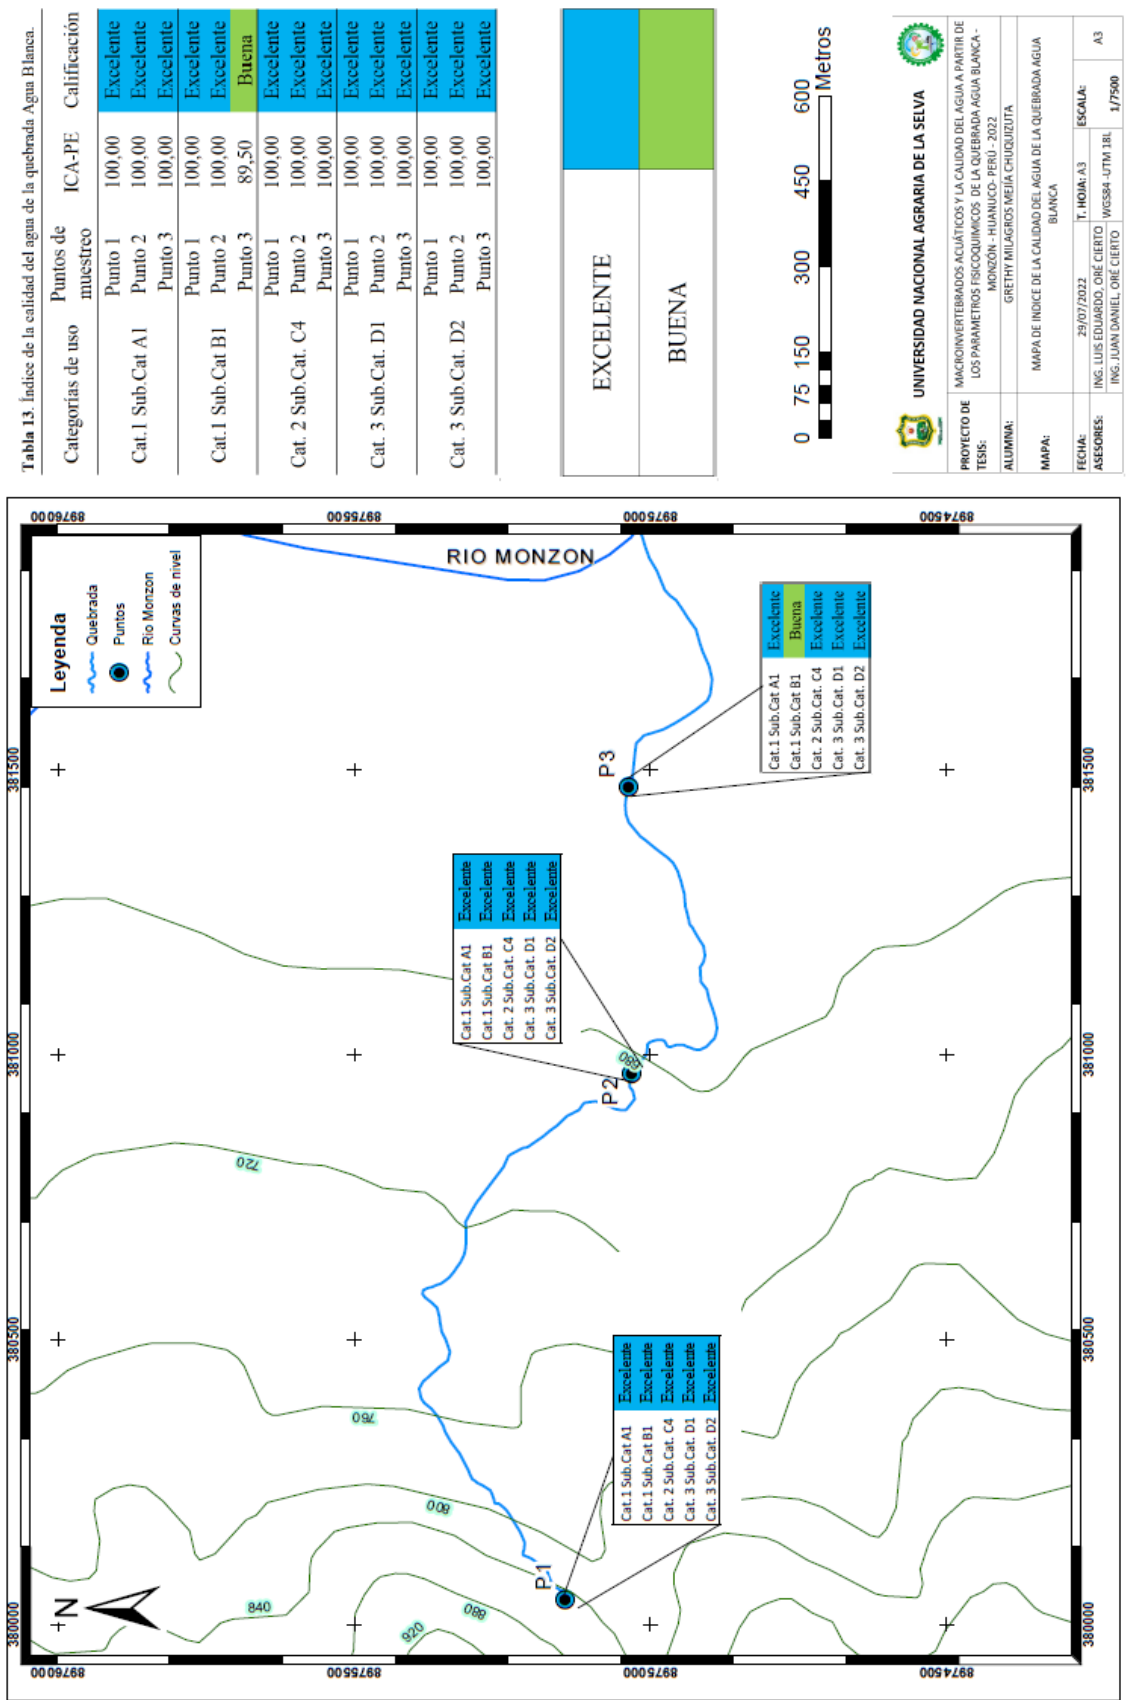 Tabla 13. Índice de la calidad del agua de la quebrada Agua Blanca.
Categorías de uso Puntos de muestreo ICA-PE Calificación
Cat.1 Sub.Cat A1 Punto 1 100,00 Excelente
Punto 2 100,00 Excelente
Punto 3 100,00 Excelente
Cat.1 Sub.Cat B1 Punto 1 100,00 Excelente
Punto 2 100,00 Excelente
Punto 3 89,50 Buena
Cat. 2 Sub.Cat. C4 Punto 1 100,00 Excelente
Punto 2 100,00 Excelente
Punto 3 100,00 Excelente
Cat. 3 Sub.Cat. D1 Punto 1 100,00 Excelente
Punto 2 100,00 Excelente
Punto 3 100,00 Excelente
Cat. 3 Sub.Cat. D2 Punto 1 100,00 Excelente
Punto 2 100,00 Excelente
Punto 3 100,00 Excelente
EXCELENTE
BUENA
0 75 150 300 450 600
Metros
UNIVERSIDAD NACIONAL AGRARIA DE LA SELVA
PROYECTO DE TESIS:
MACROINVERTEBRADOS ACUÁTICOS Y LA CALIDAD DEL AGUA A PARTIR DE
LOS PARAMETROS FISICOQUIMICOS DE LA QUEBRADA AGUA BLANCA -
MONZÓN - HUANUCO- PERÚ - 2022
ALUMNA: GRETHY MILAGROS MEJÍA CHUQUIZUTA
MAPA: MAPA DE INDICE DE LA CALIDAD DEL AGUA DE LA QUEBRADA AGUA
BLANCA
FECHA: 29/07/2022 T. HOJA: A3 ESCALA: A3
ASESORES: ING. LUIS EDUARDO, ORÉ CIERTO WGS84 -UTM 18L 1/7500
ING. JUAN DANIEL, ORÉ CIERTO
380000 380500 381000 381500
8976000
8975500
8975000
8974500
N
Leyenda
Quebrada
Puntos
Rio Monzon
Curvas de nivel
RIO MONZON
920
880
840
800
760
720
680
P1
Cat.1 Sub.Cat A1 Excelente
Cat.1 Sub.Cat B1 Excelente
Cat. 2 Sub.Cat. C4 Excelente
Cat. 3 Sub.Cat. D1 Excelente
Cat. 3 Sub.Cat. D2 Excelente
P2
Cat.1 Sub.Cat A1 Excelente
Cat.1 Sub.Cat B1 Excelente
Cat. 2 Sub.Cat. C4 Excelente
Cat. 3 Sub.Cat. D1 Excelente
Cat. 3 Sub.Cat. D2 Excelente
P3
Cat.1 Sub.Cat A1 Excelente
Cat.1 Sub.Cat B1 Buena
Cat. 2 Sub.Cat. C4 Excelente
Cat. 3 Sub.Cat. D1 Excelente
Cat. 3 Sub.Cat. D2 Excelente
8976000
8975500
8975000
8974500
380000 380500 381000 381500